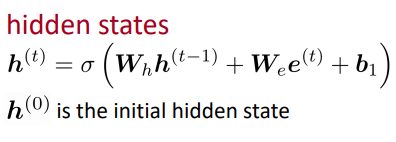 hidden states
h^(t) = σ (W_h h^(t−1) + W_e e^(t) + b_1)
h^(0) is the initial hidden state